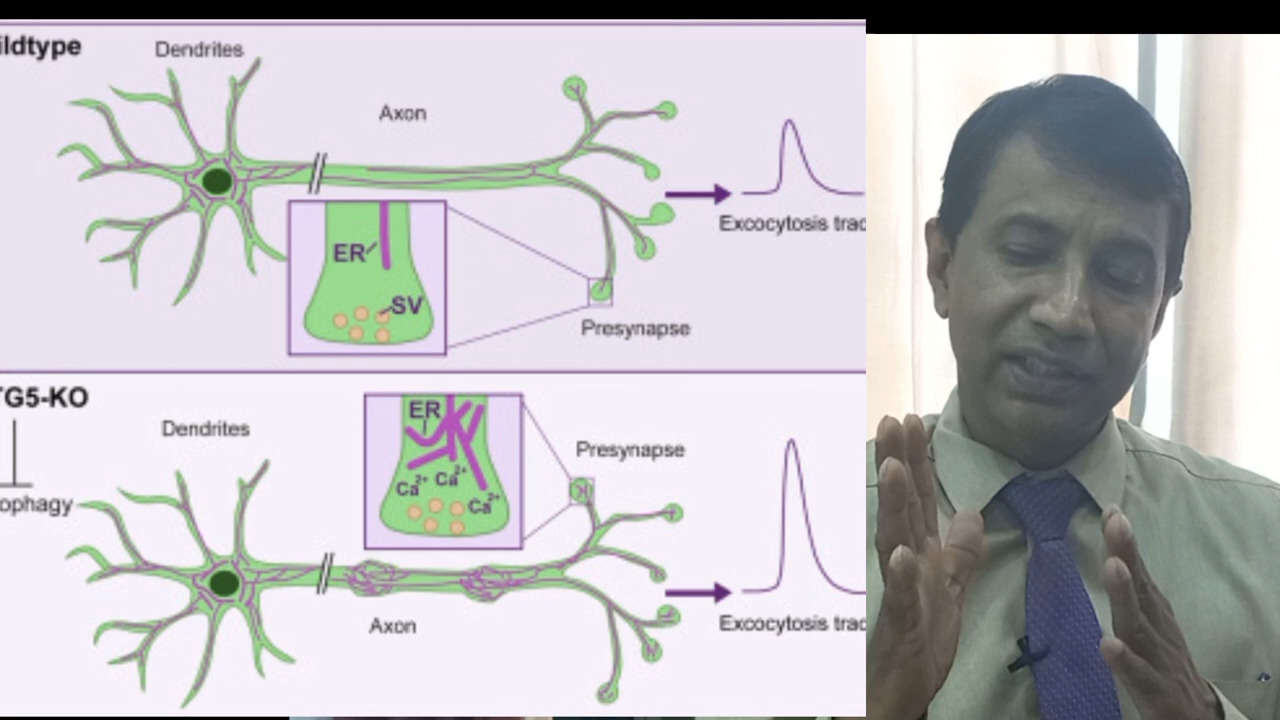 ildtype
Dendrites
Axon
ER
SV
Excocytosis trac
Presynapse
TG5-KO
Dendrites
ER
Ca2+
Ca2+
Ca2+
Presynapse
ophagy
Axon
Excocytosis trac